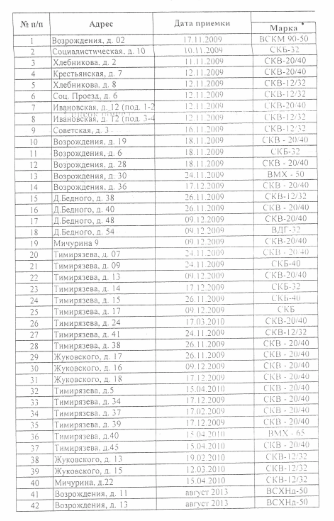 № п/п Адрес Дата приемки Марка
1 Возрождения, д. 02 17.11.2009 ВСКМ 90-50
2 Социалистическая, д. 10 10.11.2009 СКБ-32
3 Хлебникова, д. 2 11.11.2009 СКВ-20/40
4 Крестьянская, д. 7 12.11.2009 СКВ-20/40
5 Хлебникова, д. 8 12.11.2009 СКВ-12/32
6 Соц. Проезд, д. 6 12.11.2009 СКВ-12/32
7 Ивановская, д. 12 (под. 1-2 12.11.2009 СКВ-20/40
8 Ивановская, д. 12 (под. 3-4 12.11.2009 СКВ-12/32
9 Советская, д. 3 16.11.2009 СКВ-12/32
10 Возрождения, д. 19 18.11.2009 СКВ - 20/40
11 Возрождения, д. 6 18.11.2009 СКБ-32
12 Возрождения, д. 28 18.11.2009 СКВ - 20/40
13 Возрождения, д. 30 24.11.2009 ВМХ - 50
14 Возрождения, д. 36 17.12.2009 СКВ - 20/40
15 Д.Бедного, д. 38 26.11.2009 СКВ-12/32
16 Д.Бедного, д. 40 26.11.2009 СКВ - 20/40
17 Д.Бедного, д. 48 09.12.2009 СКВ - 20/40
18 Д.Бедного, д. 54 09.12.2009 ВДГ-32
19 Мичурина 9 09.12.2009 СКВ-20/40
20 Тимирязева, д. 07 24.11.2009 СКВ - 20/40
21 Тимирязева, д. 09 24.11.2009 СКБ-40
22 Тимирязева, д. 13 09.12.2009 СКВ - 20/40
23 Тимирязева, д. 14 17.12.2009 СКБ-32
24 Тимирязева, д. 15 26.11.2009 СКБ-40
25 Тимирязева, д. 17 09.12.2009 СКБ
26 Тимирязева, д. 24 17.03.2010 СКВ-20/40
27 Тимирязева, д. 41 24.11.2009 СКВ-12/32
28 Тимирязева, д. 38 26.11.2009 СКВ - 20/40
29 Жуковского, д. 17 26.11.2009 СКВ - 20/40
30 Жуковского, д. 16 09.12.2009 СКВ - 20/40
31 Жуковского, д. 18 17.12.2009 СКВ - 20/40
32 Тимирязева, д.5 15.04.2010 СКВ - 20/40
33 Тимирязева, д. 34 17.12.2009 СКВ - 20/40
34 Тимирязева, д. 37 17.02.2009 СКВ - 20/40
35 Тимирязева, д. 39 17.12.2009 СКВ - 20/40
36 Тимирязева, д.40 15.04.2010 ВМХ - 65
37 Тимирязева, д.45 15.04.2010 СКВ - 20/40
38 Жуковского, д. 13 19.02.2010 СКВ-12/32
39 Жуковского, д. 15 12.03.2010 СКВ-12/32
40 Мичурина, д.22 15.04.2010 СКВ-12/32
41 Возрождения, д. 11 август 2013 ВСХНд-50
42 Возрождения, д. 13 август 2013 ВСХНд-50